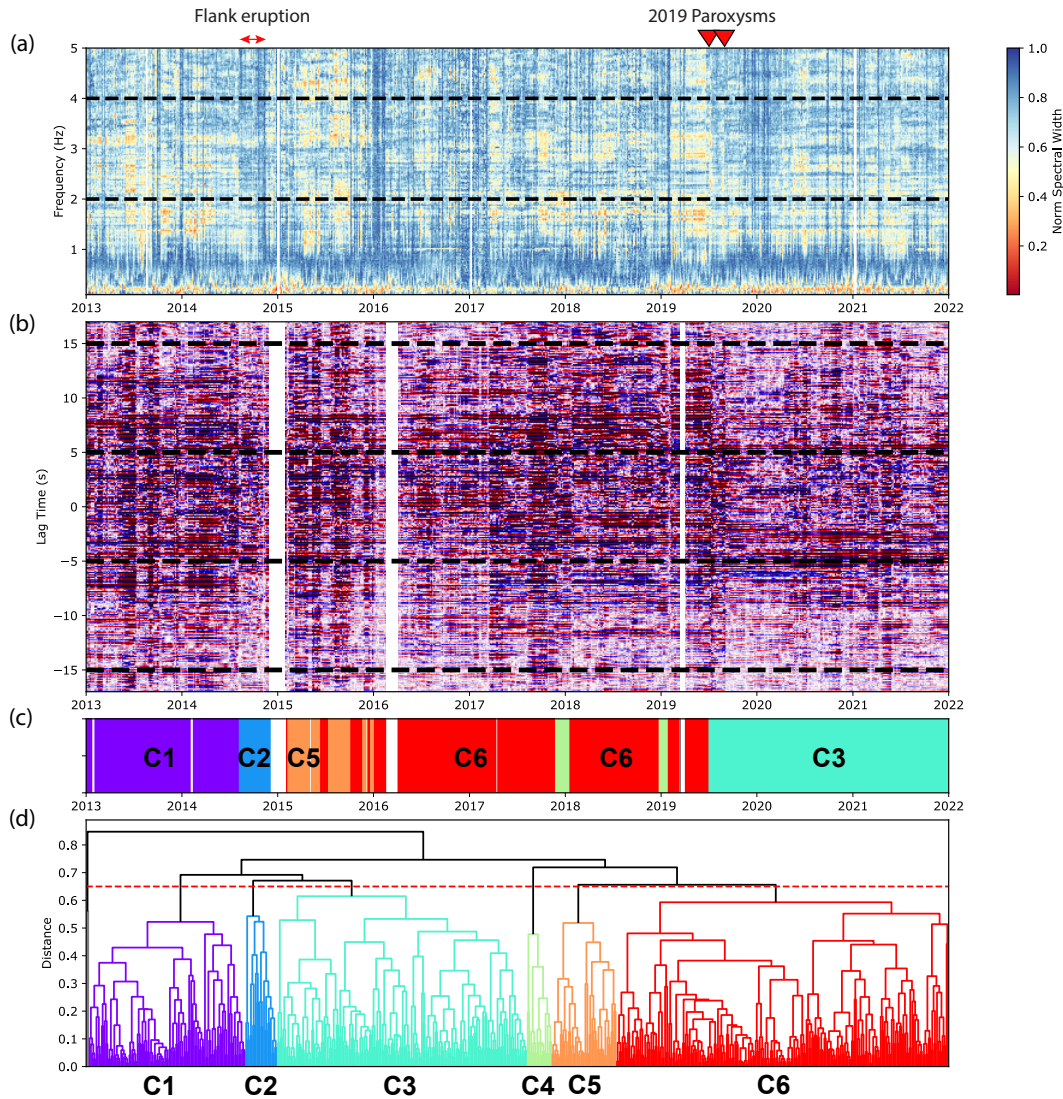 Flank eruption
2019 Paroxysms
(a)
5
4
3
2
1
Frequency (Hz)
2013 2014 2015 2016 2017 2018 2019 2020 2021 2022
1.0
0.8
0.6
0.4
0.2
Norm Spectral Width
(b)
15
10
5
0
−5
−10
−15
Lag Time (s)
2013 2014 2015 2016 2017 2018 2019 2020 2021 2022
(c)
C1 C2 C5 C6 C6 C3
2013 2014 2015 2016 2017 2018 2019 2020 2021 2022
(d)
0.8
0.7
0.6
0.5
0.4
0.3
0.2
0.1
0.0
Distance
C1 C2 C3 C4 C5 C6